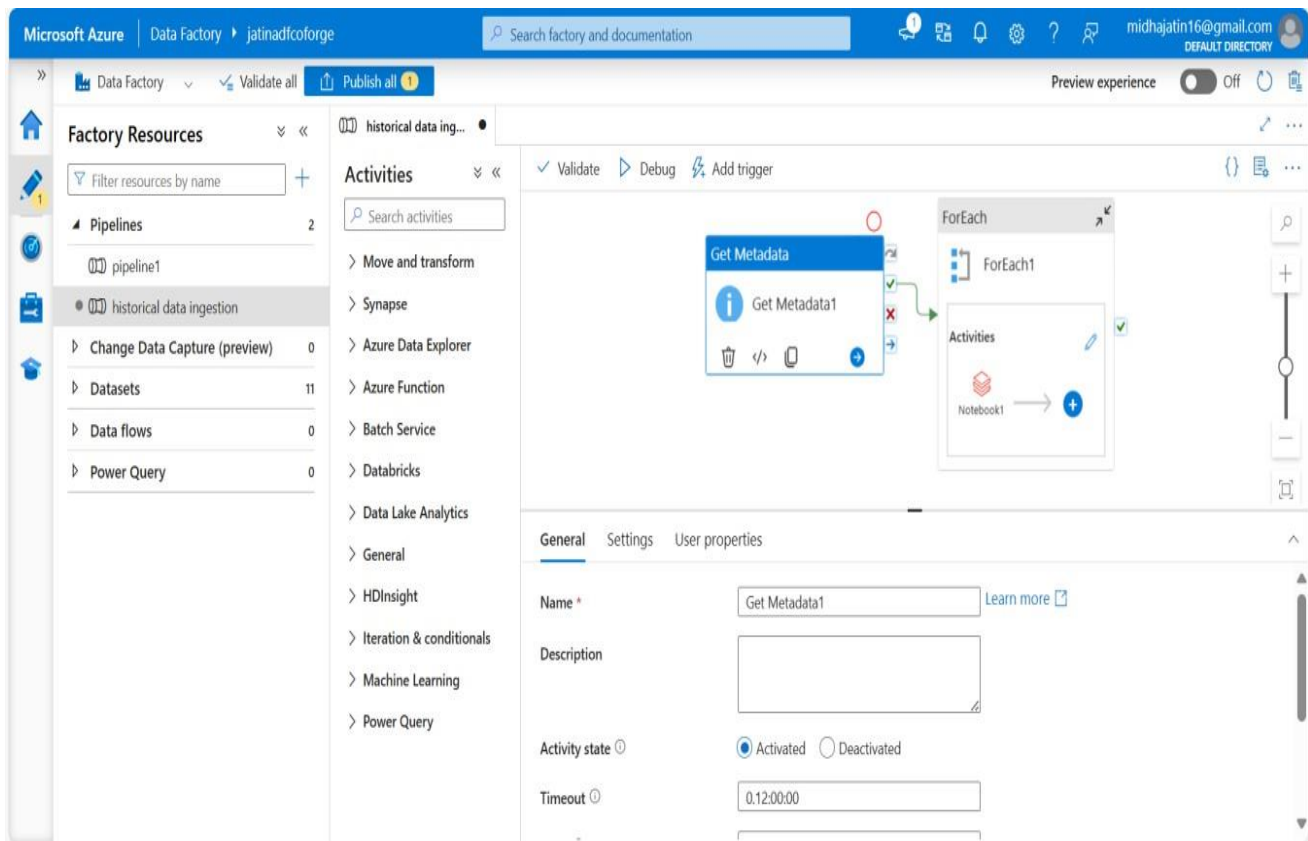 Microsoft Azure
Data Factory
jatinadfcoforge
Search factory and documentation
1
midhajatin16@gmail.com
DEFAULT DIRECTORY
Data Factory
Validate all
Publish all 1
Preview experience
Off
1
Factory Resources
Filter resources by name
Pipelines 2
pipeline1
historical data ingestion
Change Data Capture (preview) 0
Datasets 11
Data flows 0
Power Query 0
historical data ing...
Activities
Search activities
Move and transform
Synapse
Azure Data Explorer
Azure Function
Batch Service
Databricks
Data Lake Analytics
General
HDInsight
Iteration & conditionals
Machine Learning
Power Query
Validate Debug Add trigger
Get Metadata
Get Metadata1
ForEach
ForEach1
Activities
Notebook1
General Settings User properties
Name * Get Metadata1 Learn more
Description
Activity state Activated Deactivated
Timeout 0.12:00:00